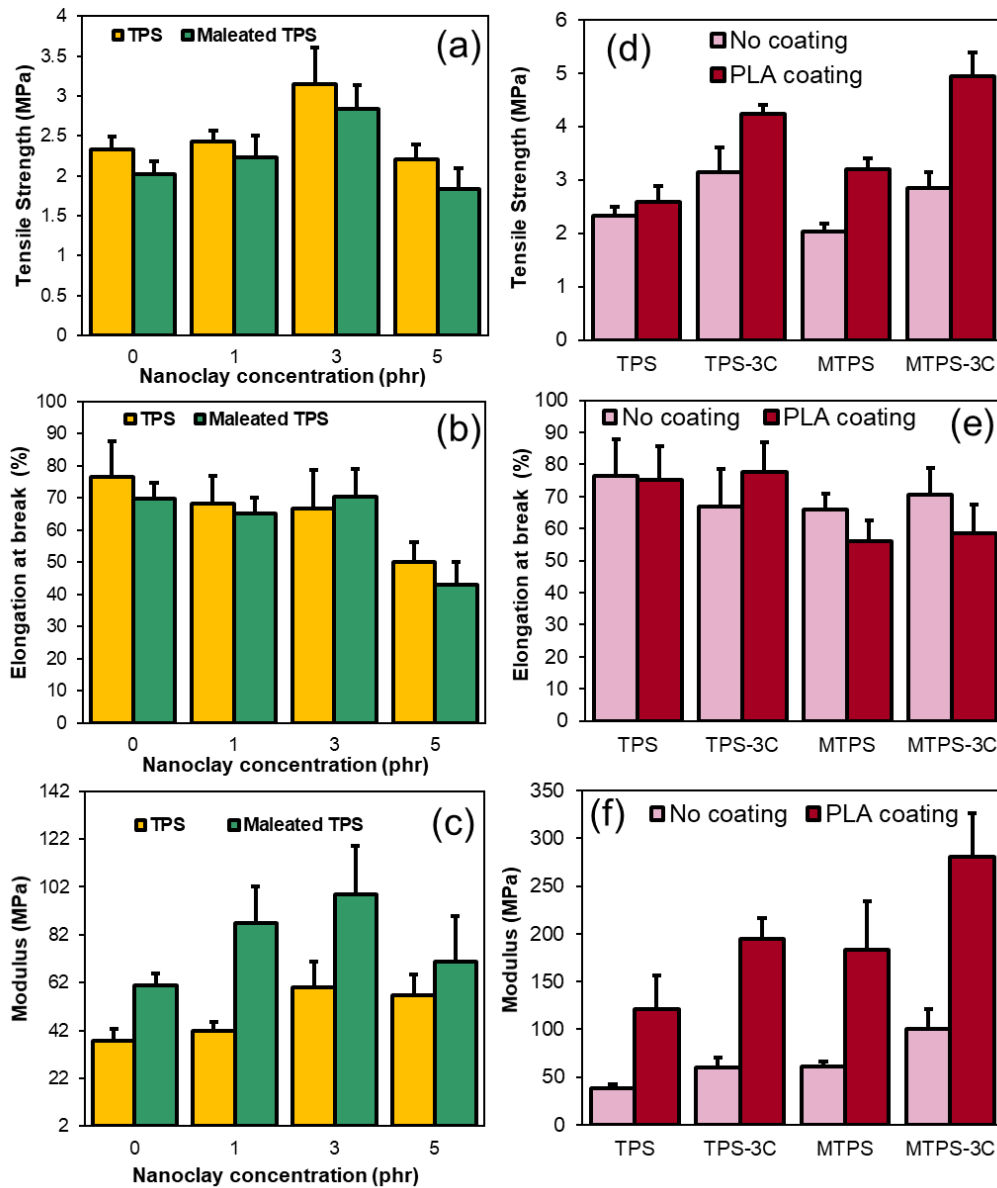 TPS Maleated TPS
(a)
Tensile Strength (MPa)
4
3.5
3
2.5
2
1.5
1
0.5
0
0 1 3 5
Nanoclay concentration (phr)
(d)
No coating
PLA coating
Tensile Strength (MPa)
6
5
4
3
2
1
0
TPS TPS-3C MTPS MTPS-3C
TPS Maleated TPS
(b)
Elongation at break (%)
100
90
80
70
60
50
40
30
20
10
0
0 1 3 5
Nanoclay concentration (phr)
No coating PLA coating
(e)
Elongation at break (%)
100
90
80
70
60
50
40
30
20
10
0
TPS TPS-3C MTPS MTPS-3C
TPS Maleated TPS
(c)
Modulus (MPa)
142
122
102
82
62
42
22
2
0 1 3 5
Nanoclay concentration (phr)
(f)
No coating PLA coating
Modulus (MPa)
350
300
250
200
150
100
50
0
TPS TPS-3C MTPS MTPS-3C